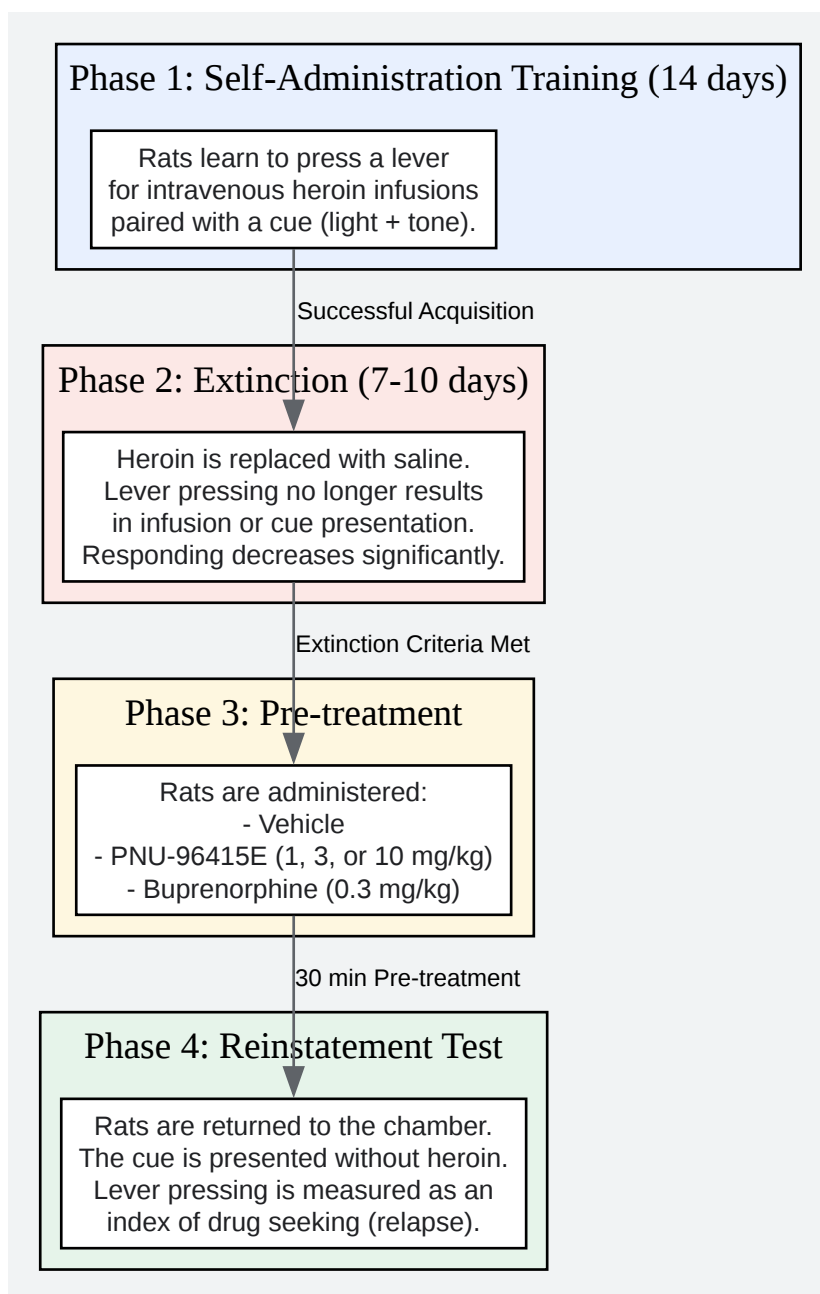 Phase 1: Self-Administration Training (14 days)
Rats learn to press a lever
for intravenous heroin infusions
paired with a cue (light + tone).
Successful Acquisition
Phase 2: Extinction (7-10 days)
Heroin is replaced with saline.
Lever pressing no longer results
in infusion or cue presentation.
Responding decreases significantly.
Extinction Criteria Met
Phase 3: Pre-treatment
Rats are administered:
- Vehicle
- PNU-96415E (1, 3, or 10 mg/kg)
- Buprenorphine (0.3 mg/kg)
30 min Pre-treatment
Phase 4: Reinstatement Test
Rats are returned to the chamber.
The cue is presented without heroin.
Lever pressing is measured as an
index of drug seeking (relapse).